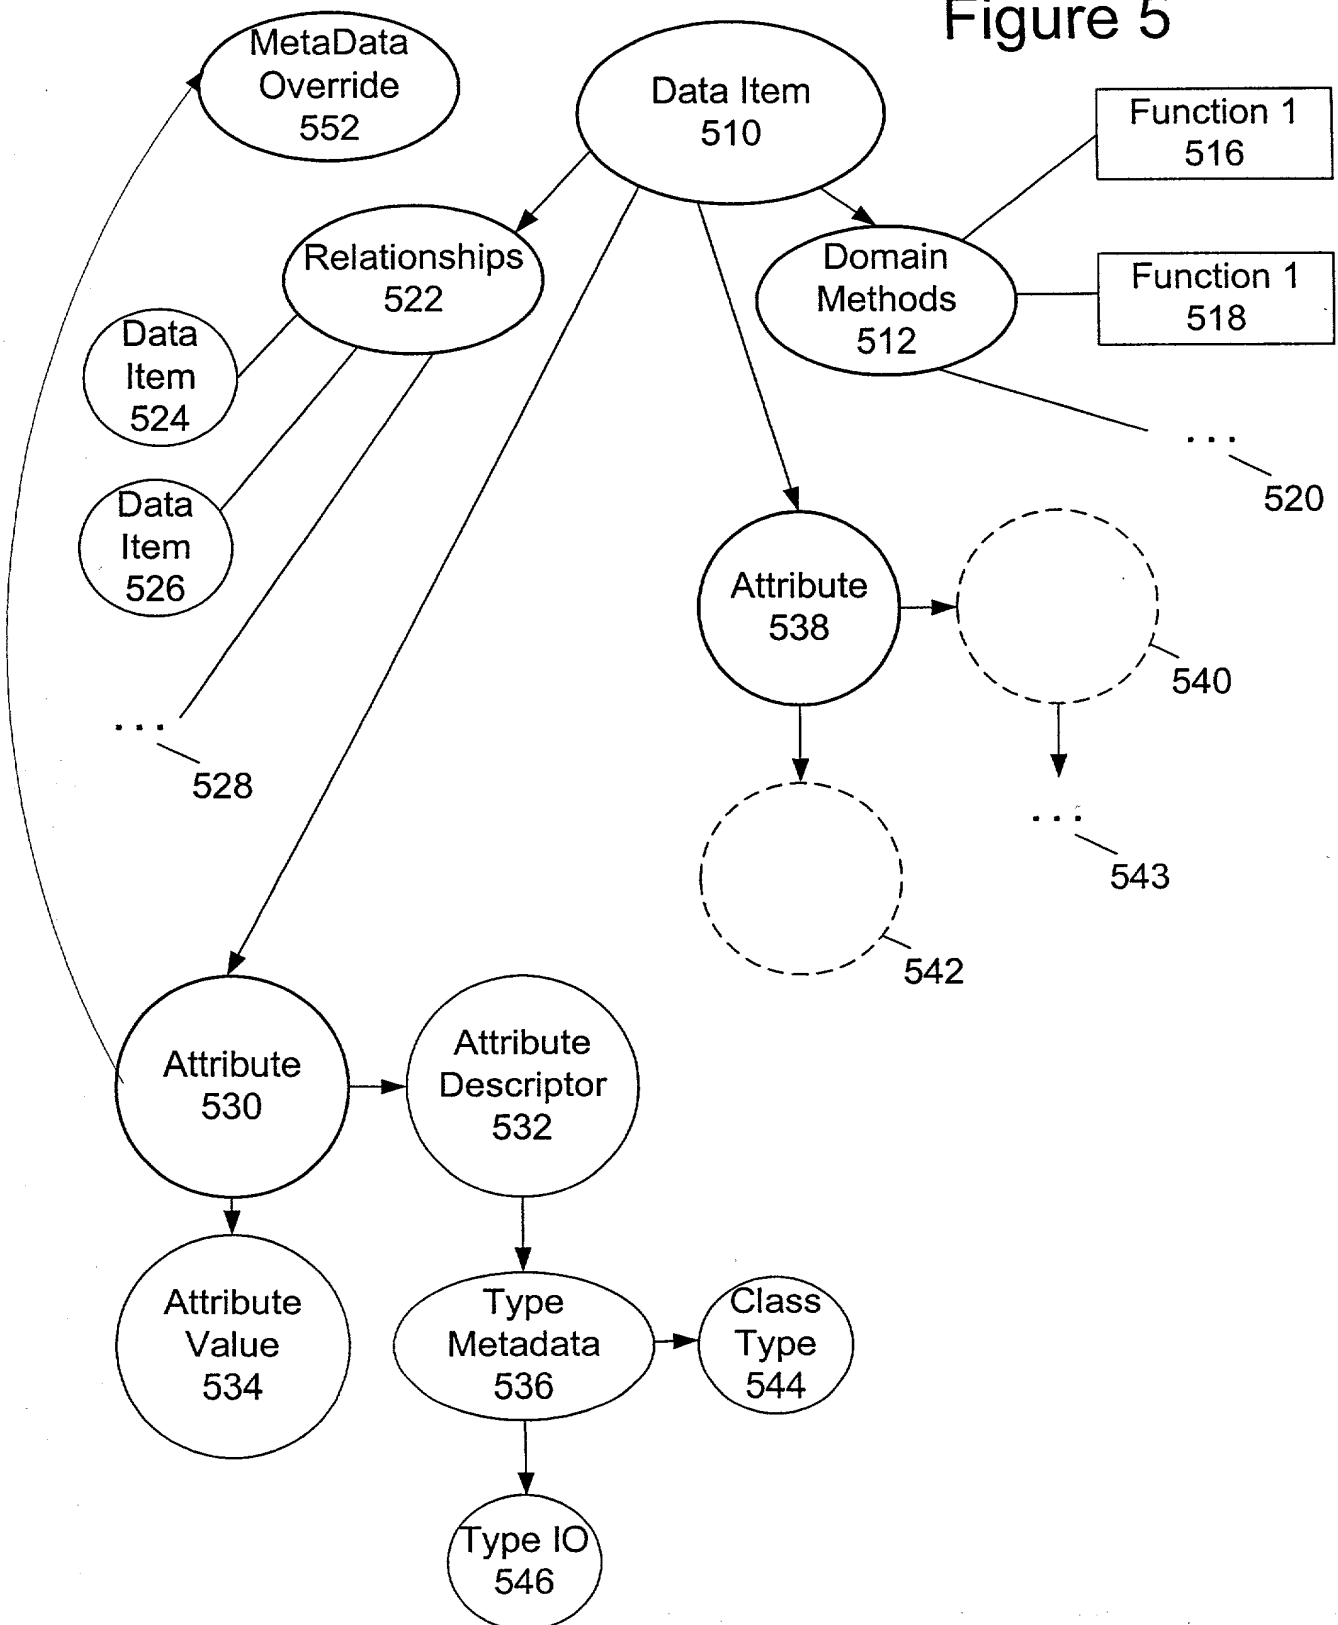 Figure 5
MetaData
Override
552
Data Item
510
Function 1
516
Relationships
522
Domain
Methods
512
Function 1
518
Data
Item
524
. . .
520
Data
Item
526
Attribute
538
540
. . .
528
. . .
543
542
Attribute
530
Attribute
Descriptor
532
Attribute
Value
534
Type
Metadata
536
Class
Type
544
Type IO
546